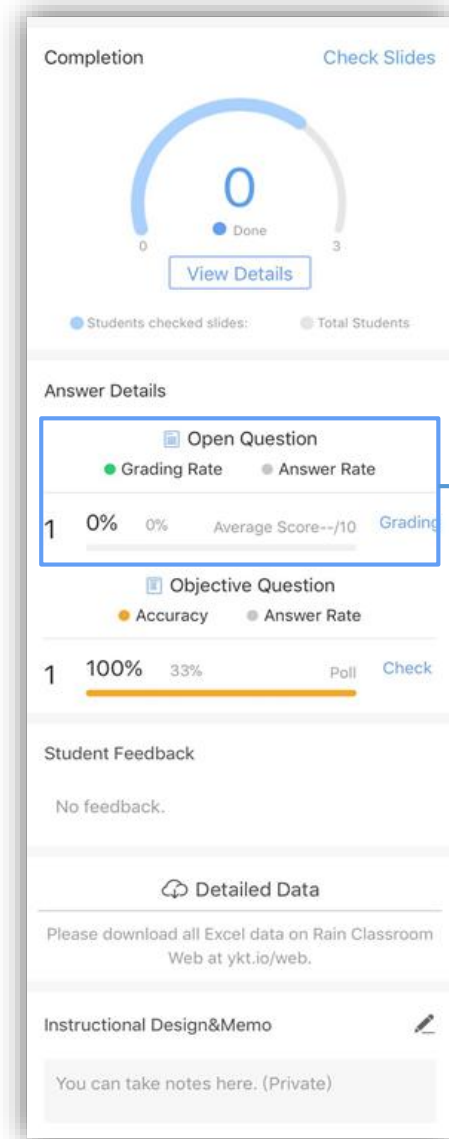 Completion Check Slides
0
Done
0 3
View Details
Students checked slides: Total Students
Answer Details
Open Question
Grading Rate Answer Rate
1 0% 0% Average Score--/10 Grading
Objective Question
Accuracy Answer Rate
1 100% 33% Poll Check
Student Feedback
No feedback.
Detailed Data
Please download all Excel data on Rain Classroom
Web at ykt.io/web.
Instructional Design&Memo
You can take notes here. (Private)